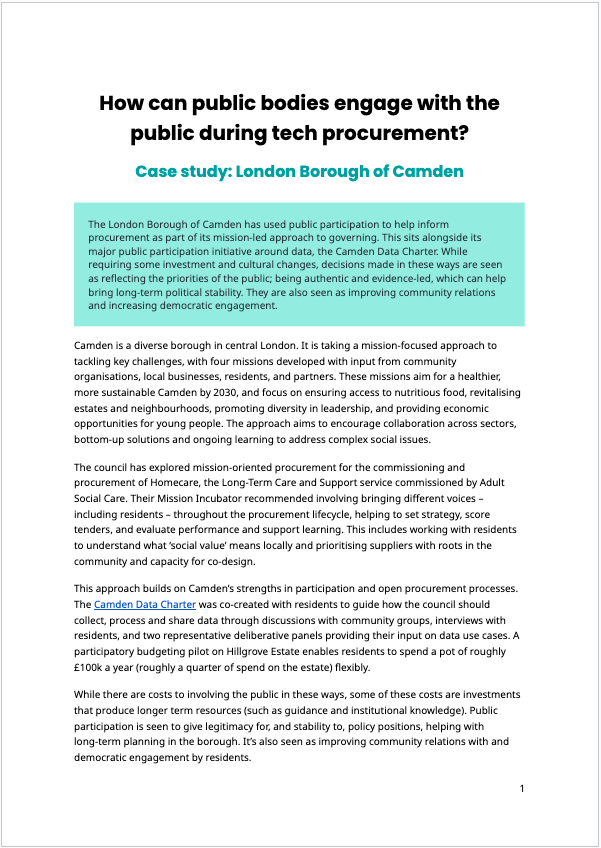 How can public bodies engage with the
public during tech procurement?
Case study: London Borough of Camden
The London Borough of Camden has used public participation to help inform
procurement as part of its mission-led approach to governing. This sits alongside its
major public participation initiative around data, the Camden Data Charter. While
requiring some investment and cultural changes, decisions made in these ways are seen
as reflecting the priorities of the public; being authentic and evidence-led, which can help
bring long-term political stability. They are also seen as improving community relations
and increasing democratic engagement.
Camden is a diverse borough in central London. It is taking a mission-focused approach to
tackling key challenges, with four missions developed with input from community
organisations, local businesses, residents, and partners. These missions aim for a healthier,
more sustainable Camden by 2030, and focus on ensuring access to nutritious food, revitalising
estates and neighbourhoods, promoting diversity in leadership, and providing economic
opportunities for young people. The approach aims to encourage collaboration across sectors,
bottom-up solutions and ongoing learning to address complex social issues.
The council has explored mission-oriented procurement for the commissioning and
procurement of Homecare, the Long-Term Care and Support service commissioned by Adult
Social Care. Their Mission Incubator recommended involving bringing different voices –
including residents – throughout the procurement lifecycle, helping to set strategy, score
tenders, and evaluate performance and support learning. This includes working with residents
to understand what ‘social value’ means locally and prioritising suppliers with roots in the
community and capacity for co-design.
This approach builds on Camden’s strengths in participation and open procurement processes.
The Camden Data Charter was co-created with residents to guide how the council should
collect, process and share data through discussions with community groups, interviews with
residents, and two representative deliberative panels providing their input on data use cases. A
participatory budgeting pilot on Hillgrove Estate enables residents to spend a pot of roughly
£100k a year (roughly a quarter of spend on the estate) flexibly.
While there are costs to involving the public in these ways, some of these costs are investments
that produce longer term resources (such as guidance and institutional knowledge). Public
participation is seen to give legitimacy for, and stability to, policy positions, helping with
long-term planning in the borough. It’s also seen as improving community relations with and
democratic engagement by residents.
1